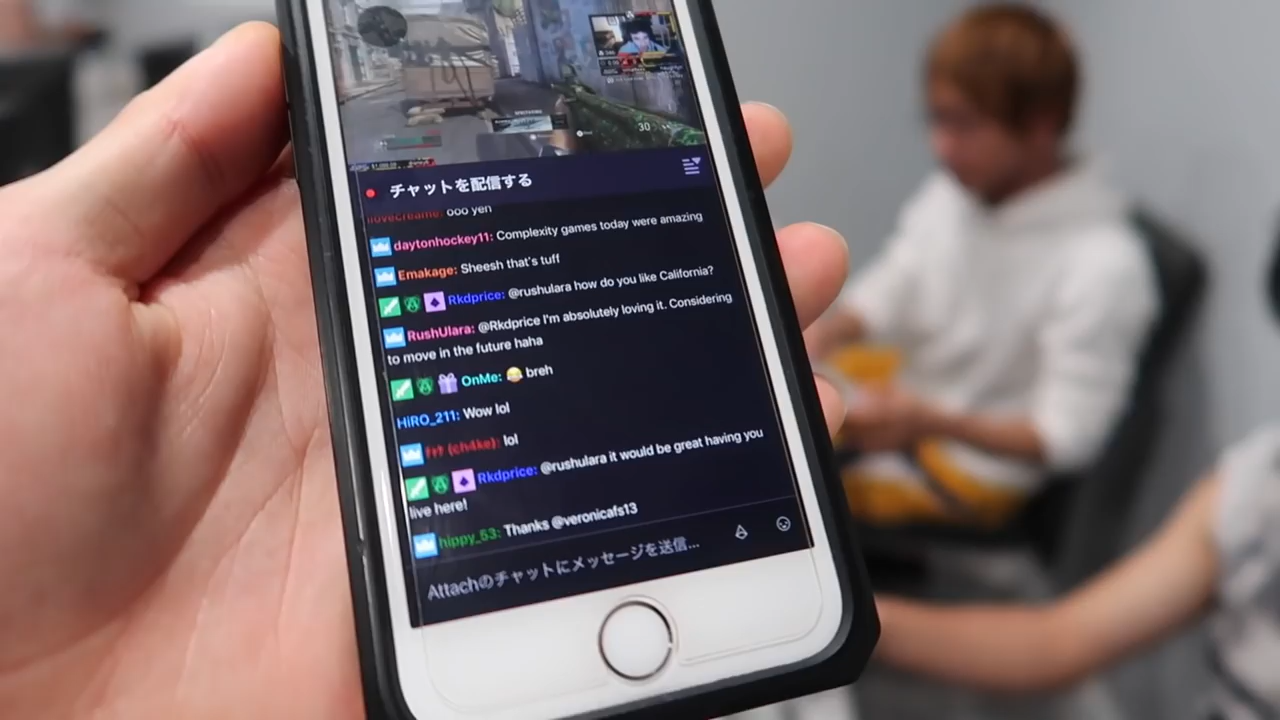 30
チャットを配信する
ilovecreame: ooo yen
daytonhockey11: Complexity games today were amazing
Emakage: Sheesh that's tuff
Rkdprice: @rushulara how do you like California?
RushUlara: @Rkdprice I'm absolutely loving it. Considering
to move in the future haha
OnMe: 😂 breh
HiRO_211: Wow lol
(ch4ke): lol
Rkdprice: @rushulara it would be great having you
live here!
hippy_53: Thanks @veronicafs13
Attachのチャットにメッセージを送信...